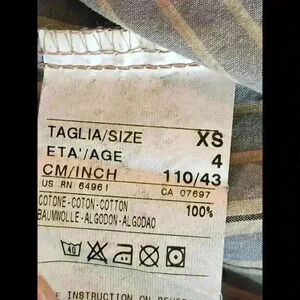 TAGLIA/SIZE XS
ETA'/AGE 4
CM/INCH 110/43
US RN 64961 CA 07697
COTONE-COTON-COTTON 100%
BAUMWOLLE-ALGODON-ALGODAO
40
E INSTRUCTION ON REVER